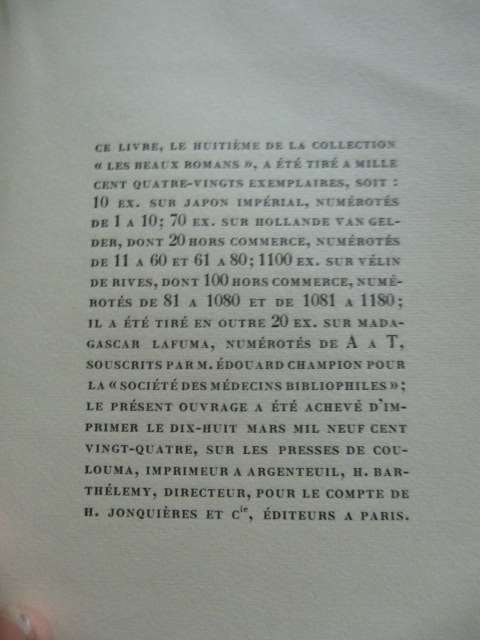 CE LIVRE, LE HUITIÈME DE LA COLLECTION
« LES BEAUX ROMANS », A ÉTÉ TIRÉ A MILLE
CENT QUATRE-VINGTS EXEMPLAIRES, SOIT :
10 EX. SUR JAPON IMPÉRIAL, NUMÉROTÉS
DE 1 A 10; 70 EX. SUR HOLLANDE VAN GEL-
DER, DONT 20 HORS COMMERCE, NUMÉROTÉS
DE 11 A 60 ET 61 A 80; 1100 EX. SUR VÉLIN
DE RIVES, DONT 100 HORS COMMERCE, NUMÉ-
ROTÉS DE 81 A 1080 ET DE 1081 A 1180;
IL A ÉTÉ TIRÉ EN OUTRE 20 EX. SUR MADA-
GASCAR LAFUMA, NUMÉROTÉS DE A A T,
SOUSCRITS PAR M. ÉDOUARD CHAMPION POUR
LA « SOCIÉTÉ DES MÉDECINS BIBLIOPHILES »;
LE PRÉSENT OUVRAGE A ÉTÉ ACHEVÉ D'IM-
PRIMER LE DIX-HUIT MARS MIL NEUF CENT
VINGT-QUATRE, SUR LES PRESSES DE COU-
LOUMA, IMPRIMEUR A ARGENTEUIL, H. BAR-
THÉLEMY, DIRECTEUR, POUR LE COMPTE DE
H. JONQUIÈRES ET Cie, ÉDITEURS A PARIS.